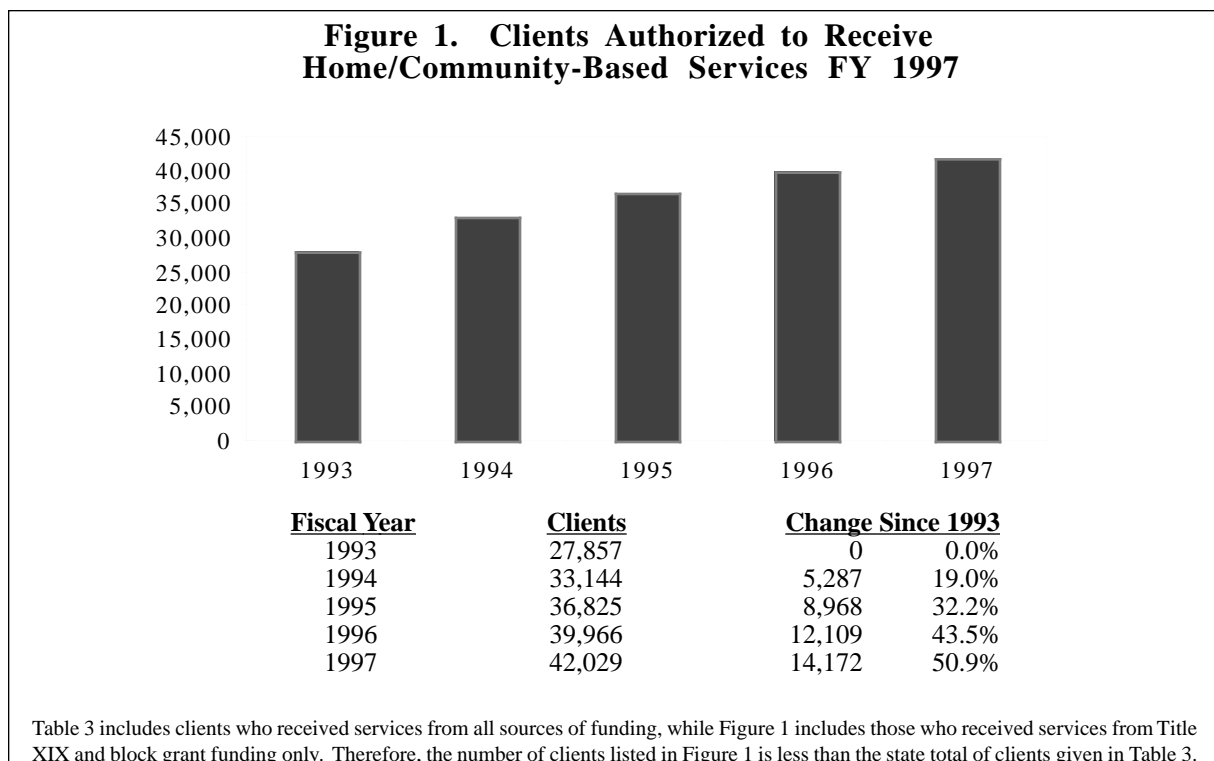 Figure 1. Clients Authorized to Receive
Home/Community-Based Services FY 1997
45,000
40,000
35,000
30,000
25,000
20,000
15,000
10,000
5,000
0
1993 1994 1995 1996 1997
Fiscal Year Clients Change Since 1993
1993 27,857 0 0.0%
1994 33,144 5,287 19.0%
1995 36,825 8,968 32.2%
1996 39,966 12,109 43.5%
1997 42,029 14,172 50.9%
Table 3 includes clients who received services from all sources of funding, while Figure 1 includes those who received services from Title
XIX and block grant funding only. Therefore, the number of clients listed in Figure 1 is less than the state total of clients given in Table 3.